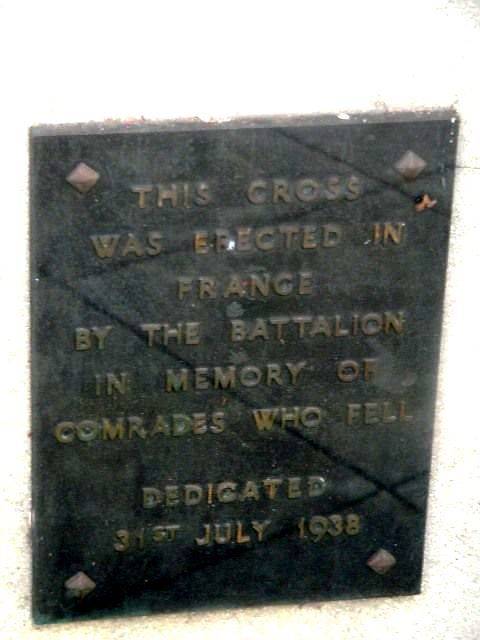 THIS CROSS
WAS ERECTED IN
FRANCE
BY THE BATTALION
IN MEMORY OF
COMRADES WHO FELL
DEDICATED
31ST JULY 1938